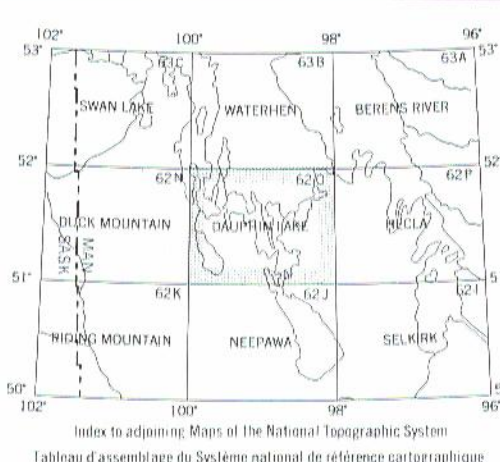 102° 100° 98° 96°
53° 63C 63B 63A 53°
SWAN LAKE WATERHEN BERENS RIVER
52° 62N 62O 62P 52°
DUCK MOUNTAIN DAUPHIN LAKE HECLA
SASK MAN
51° 62K 62J 62I 5
RIDING MOUNTAIN NEEPAWA SELKIRK
50° 50°
102° 100° 98° 96°
Index to adjoining Maps of the National Topographic System
Tableau d'assemblage du Système national de référence cartographique